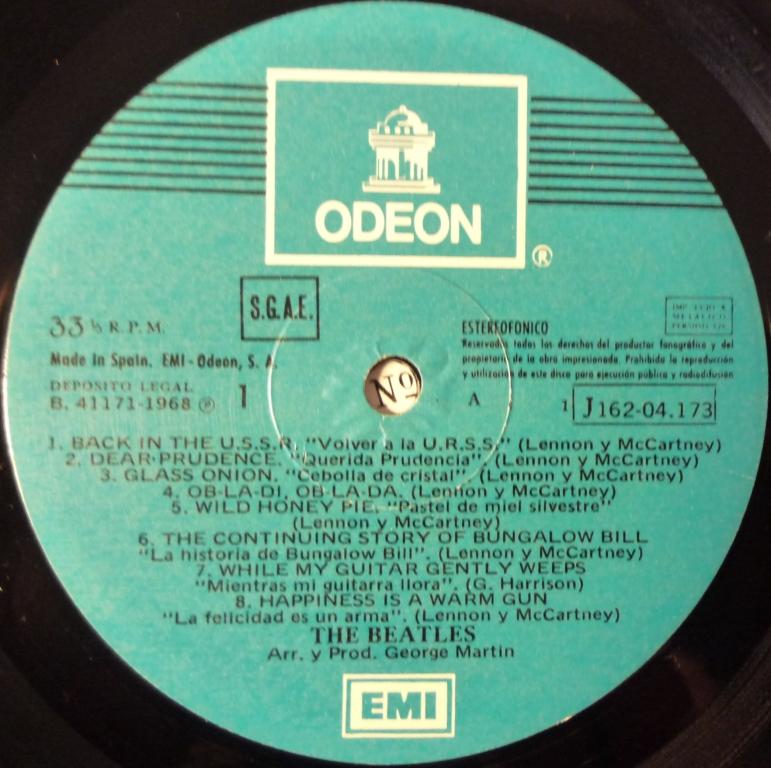 ODEON
®
S.G.A.E.
33 ⅓ R. P. M.
ESTEREOFONICO
Made in Spain. EMI-Odeon, S. A.
Reservados todos los derechos del productor fonográfico y del
propietario de la obra impresionada. Prohibida la reproducción
y utilización de este disco para ejecución pública y radiodifusión
DEPOSITO LEGAL
B. 41171-1968 ℗
1
Nº
A
1 J 162-04.173
1. BACK IN THE U.S.S.R. "Volver a la U.R.S.S." (Lennon y McCartney)
2. DEAR·PRUDENCE. "Querida Prudencia" (Lennon y McCartney)
3. GLASS ONION. "Cebolla de cristal". (Lennon y McCartney)
4. OB-LA-DI, OB-LA-DA. (Lennon y McCartney)
5. WILD HONEY PIE. "Pastel de miel silvestre"
(Lennon y McCartney)
6. THE CONTINUING STORY OF BUNGALOW BILL
"La historia de Bungalow Bill". (Lennon y McCartney)
7. WHILE MY GUITAR GENTLY WEEPS
"Mientras mi guitarra llora". (G. Harrison)
8. HAPPINESS IS A WARM GUN
"La felicidad es un arma". (Lennon y McCartney)
THE BEATLES
Arr. y Prod. George Martin
EMI